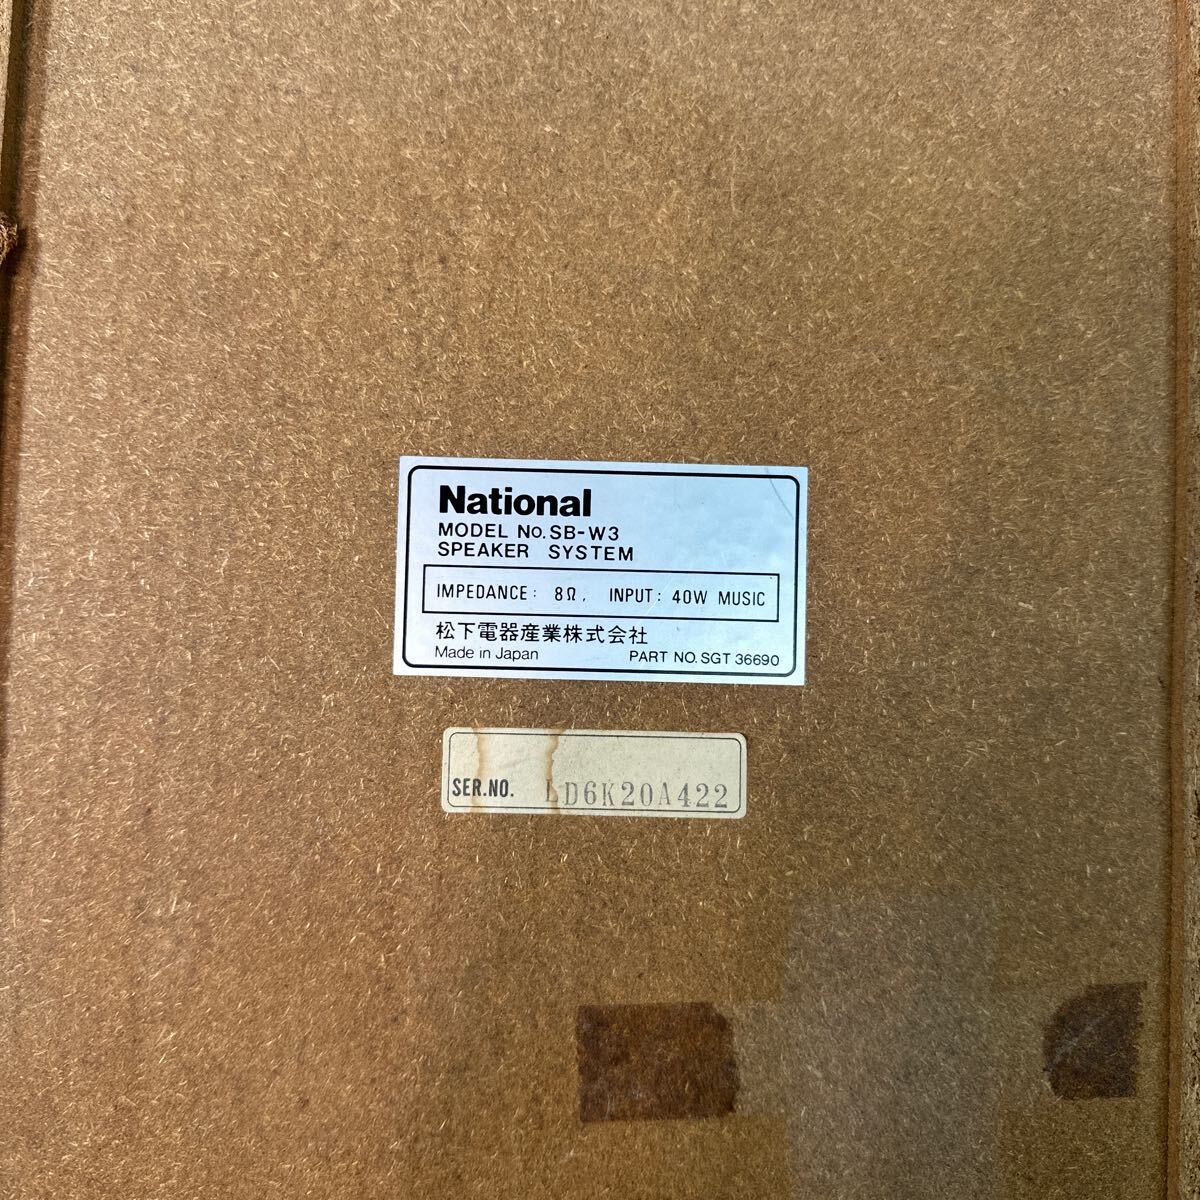 National
MODEL No. SB-W3
SPEAKER SYSTEM
IMPEDANCE: 8Ω, INPUT: 40W MUSIC
松下電器産業株式会社
Made in Japan PART NO. SGT 36690
SER.NO. LD6K20A422